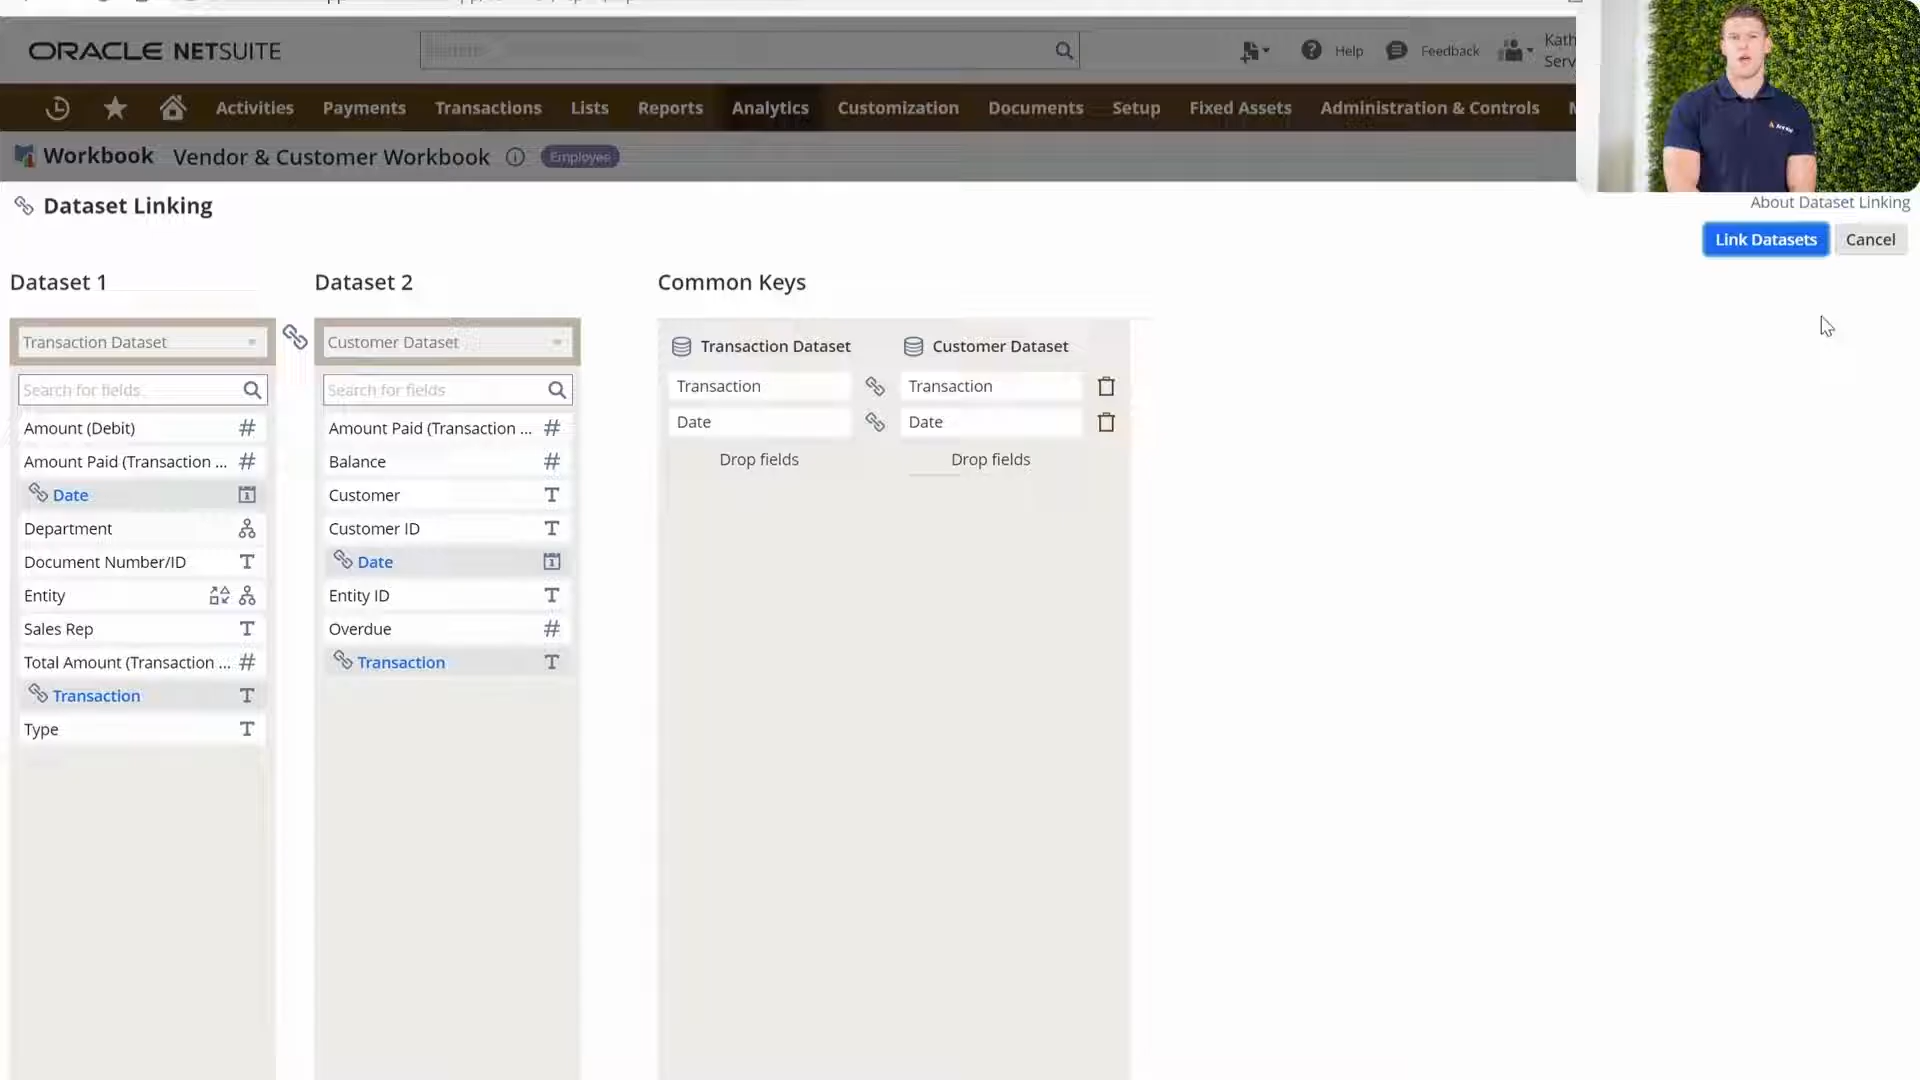 ORACLE NETSUITE
Help
Feedback
Kath
Serv
Activities
Payments
Transactions
Lists
Reports
Analytics
Customization
Documents
Setup
Fixed Assets
Administration & Controls
Workbook
Vendor & Customer Workbook
Employee
Dataset Linking
About Dataset Linking
Link Datasets
Cancel
Dataset 1
Transaction Dataset
Search for fields
Amount (Debit)
Amount Paid (Transaction ...
Date
Department
Document Number/ID
Entity
Sales Rep
Total Amount (Transaction ...
Transaction
Type
Dataset 2
Customer Dataset
Search for fields
Amount Paid (Transaction ...
Balance
Customer
Customer ID
Date
Entity ID
Overdue
Transaction
Common Keys
Transaction Dataset
Customer Dataset
Transaction
Transaction
Date
Date
Drop fields
Drop fields